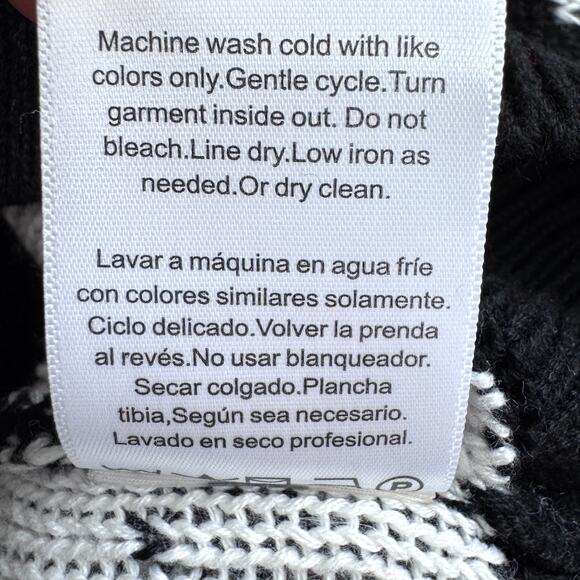 Machine wash cold with like
colors only.Gentle cycle.Turn
garment inside out. Do not
bleach.Line dry.Low iron as
needed.Or dry clean.
Lavar a máquina en agua fríe
con colores similares solamente.
Ciclo delicado.Volver la prenda
al revés.No usar blanqueador.
Secar colgado.Plancha
tibia,Según sea necesario.
Lavado en seco profesional.
P